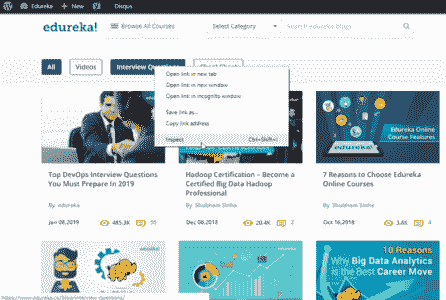 Edureka New Disqus
edureka! Browse All Courses Select Category Search Edureka Blogs
All Videos Interview Questions
Open link in new tab
Open link in new window
Open link in incognito window
Save link as...
Copy link address
Inspect Ctrl+Shift+I
Edureka Online
Course Features
edureka!
Top DevOps Interview Questions
You Must Prepare In 2019
By edureka
Jan 08,2019 485.3K 56
Hadoop Certification – Become a
Certified Big Data Hadoop
Professional
By Shubham Sinha
Dec 06,2018 20.4K 2
7 Reasons to Choose Edureka
Online Courses
By Shubham Sinha
Oct 16,2018 3.6K 4
edureka!
10 Reasons
Why Big Data Analytics
is the Best Career Move
https://www.edureka.co/blog/interview-questions/